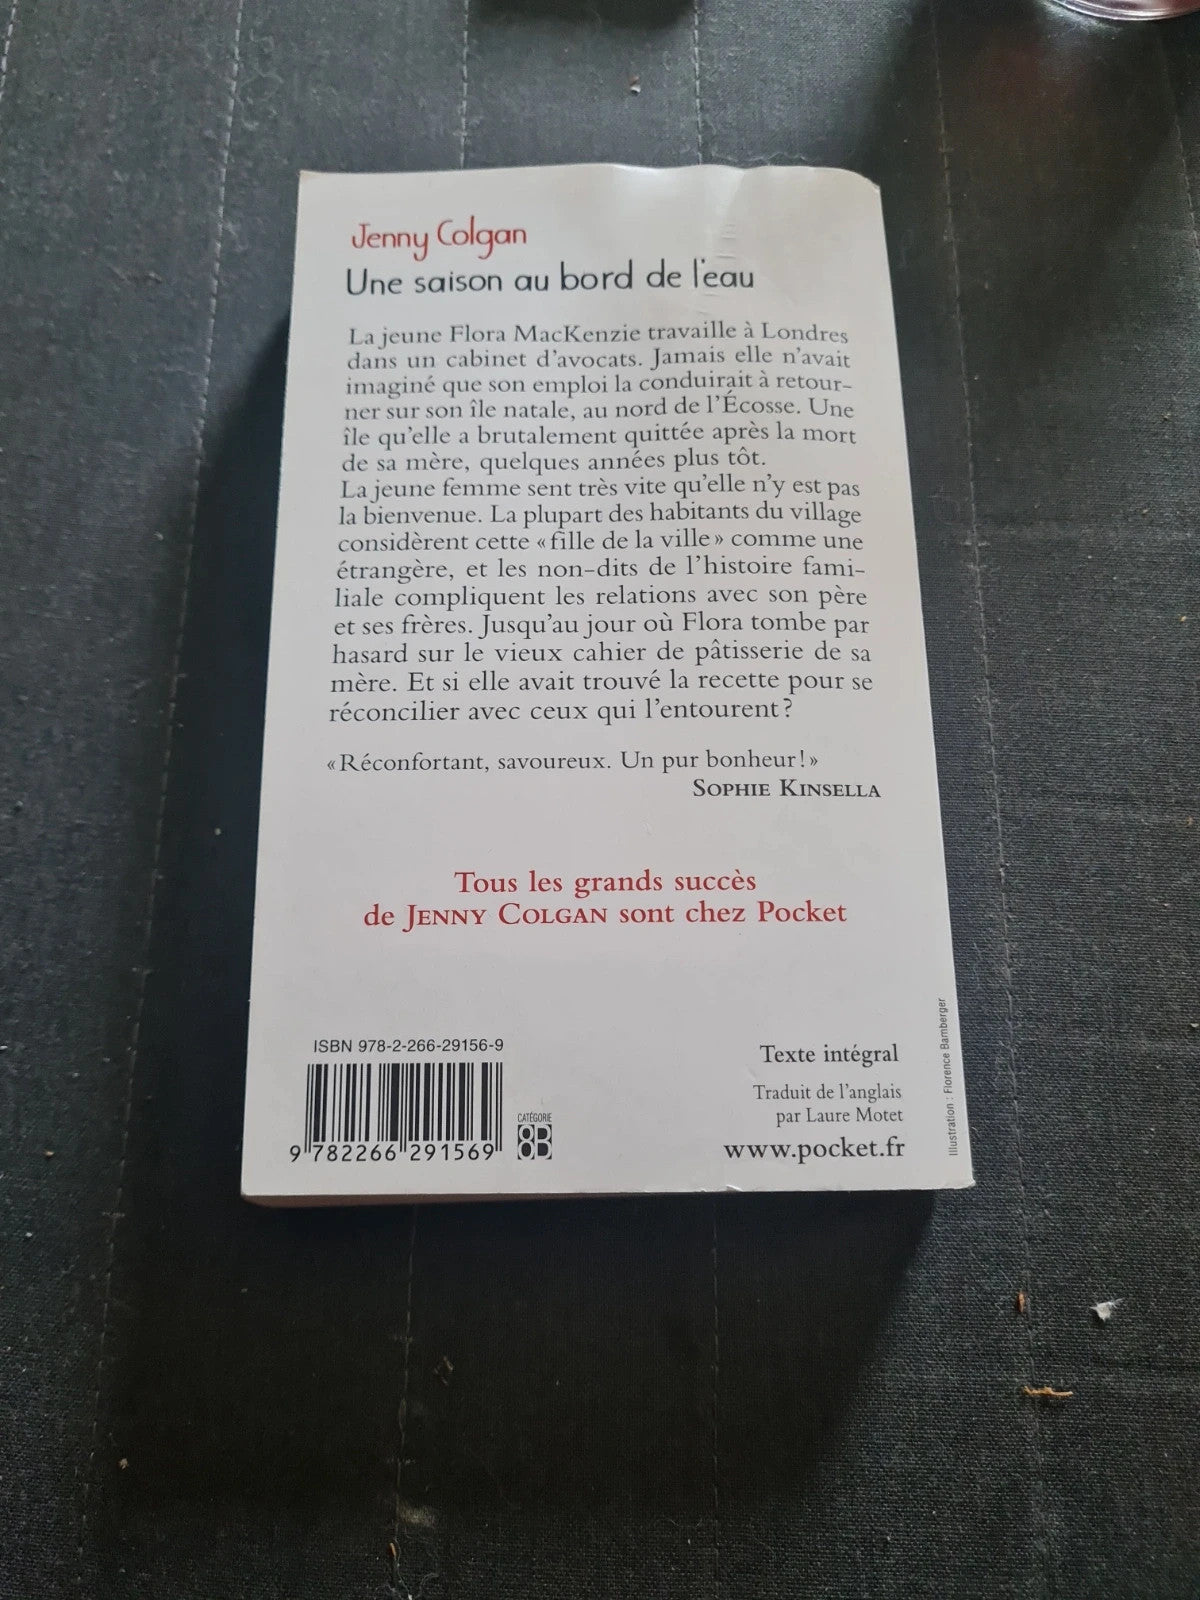 Jenny Colgan
Une saison au bord de l'eau
La jeune Flora MacKenzie travaille à Londres
dans un cabinet d'avocats. Jamais elle n'avait
imaginé que son emploi la conduirait à retour-
ner sur son île natale, au nord de l'Écosse. Une
île qu'elle a brutalement quittée après la mort
de sa mère, quelques années plus tôt.
La jeune femme sent très vite qu'elle n'y est pas
la bienvenue. La plupart des habitants du village
considèrent cette « fille de la ville » comme une
étrangère, et les non-dits de l'histoire fami-
liale compliquent les relations avec son père
et ses frères. Jusqu'au jour où Flora tombe par
hasard sur le vieux cahier de pâtisserie de sa
mère. Et si elle avait trouvé la recette pour se
réconcilier avec ceux qui l'entourent ?
« Réconfortant, savoureux. Un pur bonheur ! »
SOPHIE KINSELLA
Tous les grands succès
de JENNY COLGAN sont chez Pocket
ISBN 978-2-266-29156-9
9 782266 291569
CATÉGORIE
8B
Texte intégral
Traduit de l'anglais
par Laure Motet
www.pocket.fr
Illustration : Florence Bamberger